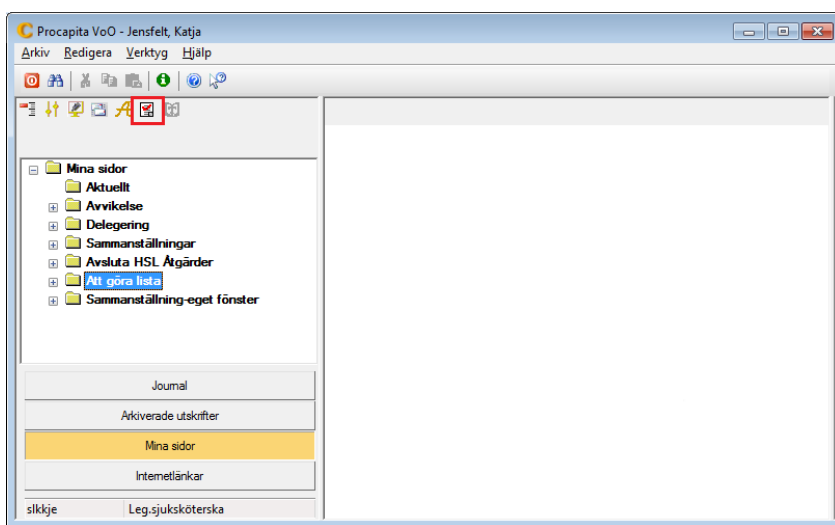 Procapita VoO - Jensfelt, Katja
Arkiv Redigera Verktyg Hjälp
Mina sidor
Aktuellt
Avvikelse
Delegering
Sammanställningar
Avsluta HSL Åtgärder
Att göra lista
Sammanställning-eget fönster
Journal
Arkiverade utskrifter
Mina sidor
Internetlänkar
slkkje Leg.sjuksköterska